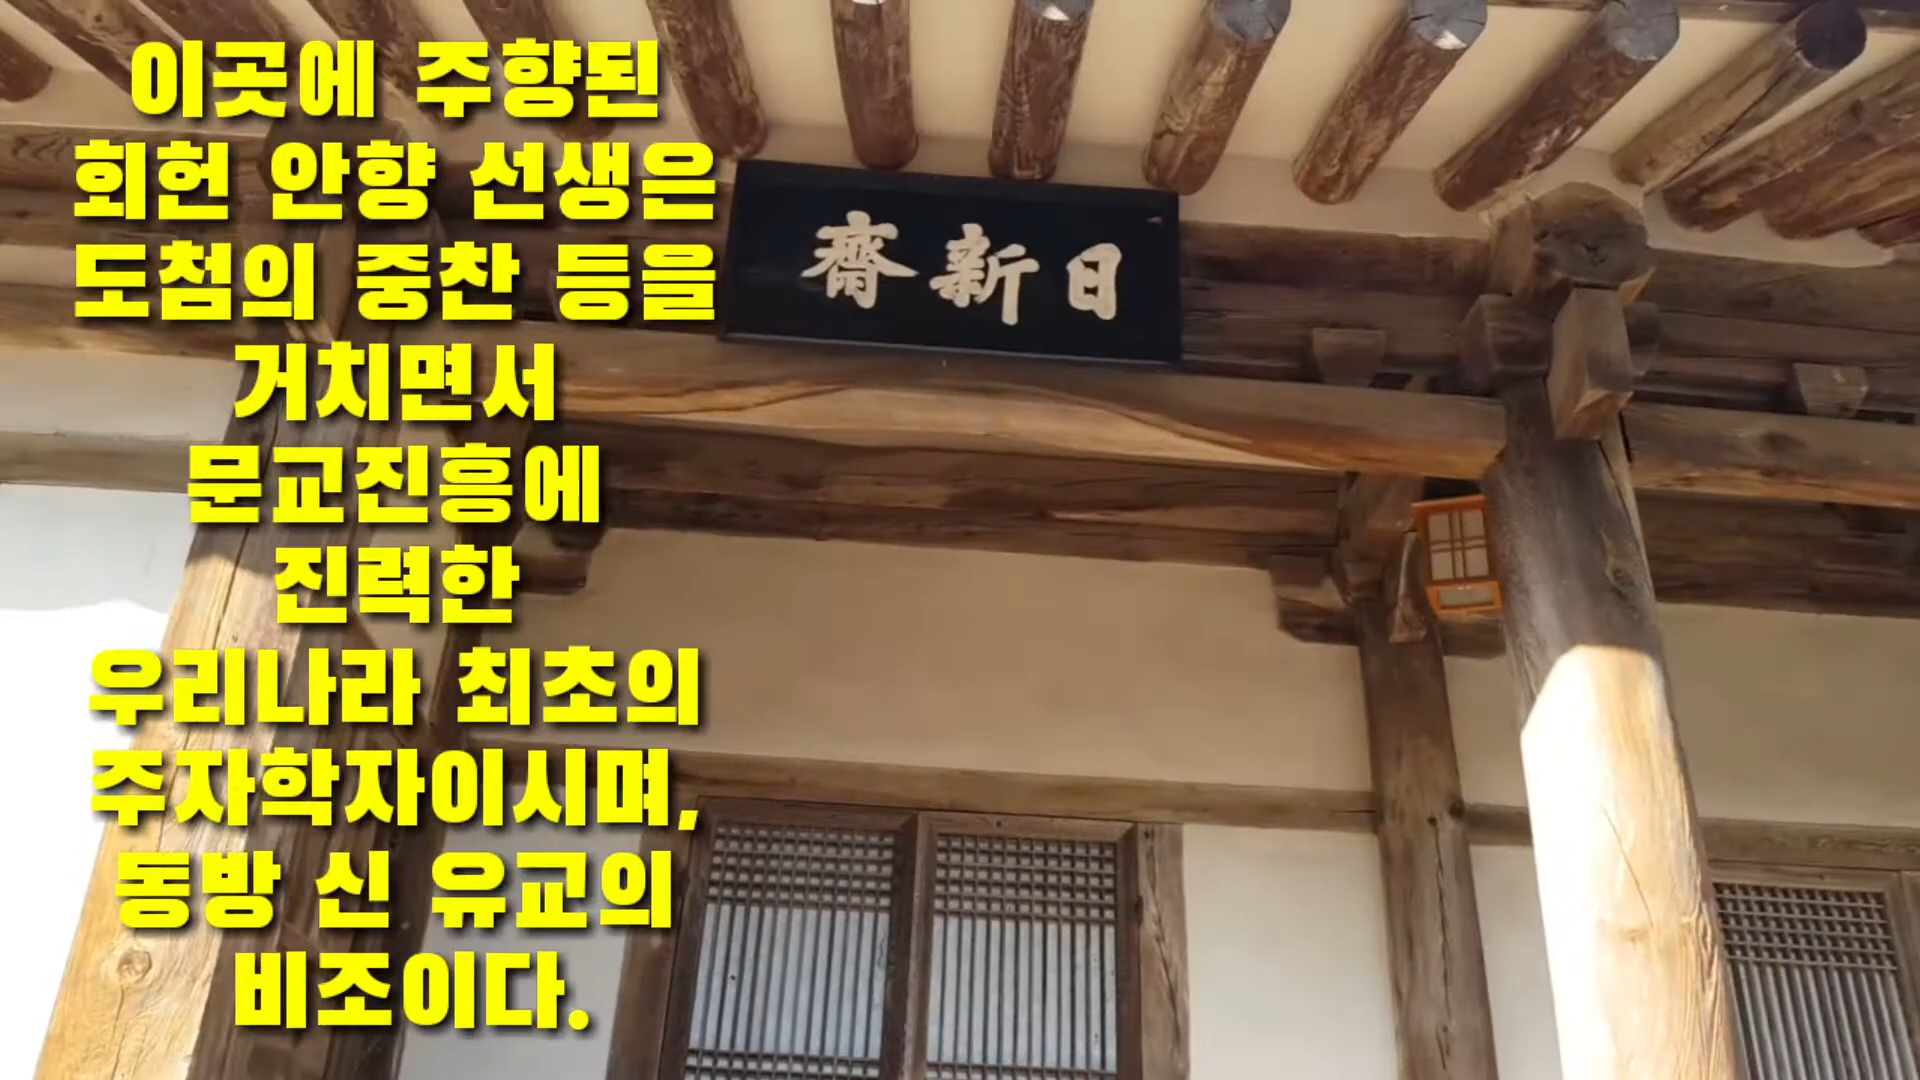 이곳에 주향된
회헌 안향 선생은
도첨의 중찬 등을
거치면서
문교진흥에
진력한
우리나라 최초의
주자학자이시며,
동방 신 유교의
비조이다.
齋新日